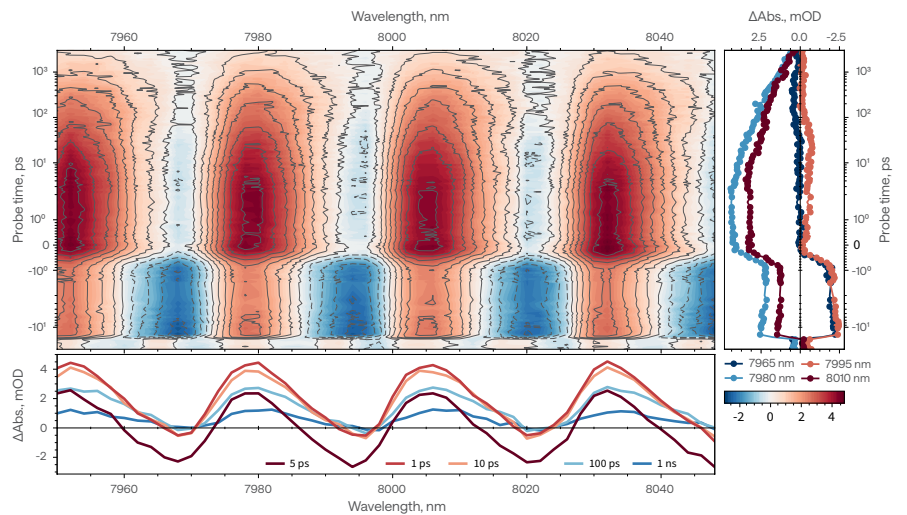 Wavelength, nm
ΔAbs., mOD
7960 7980 8000 8020 8040
2.5 0.0 -2.5
Probe time, ps
10³
10²
10¹
10⁰
0
-10⁰
-10¹
10³
10²
10¹
10⁰
0
-10⁰
-10¹
Probe time, ps
7965 nm 7995 nm
7980 nm 8010 nm
-2 0 2 4
ΔAbs., mOD
4
2
0
-2
5 ps 1 ps 10 ps 100 ps 1 ns
7960 7980 8000 8020 8040
Wavelength, nm